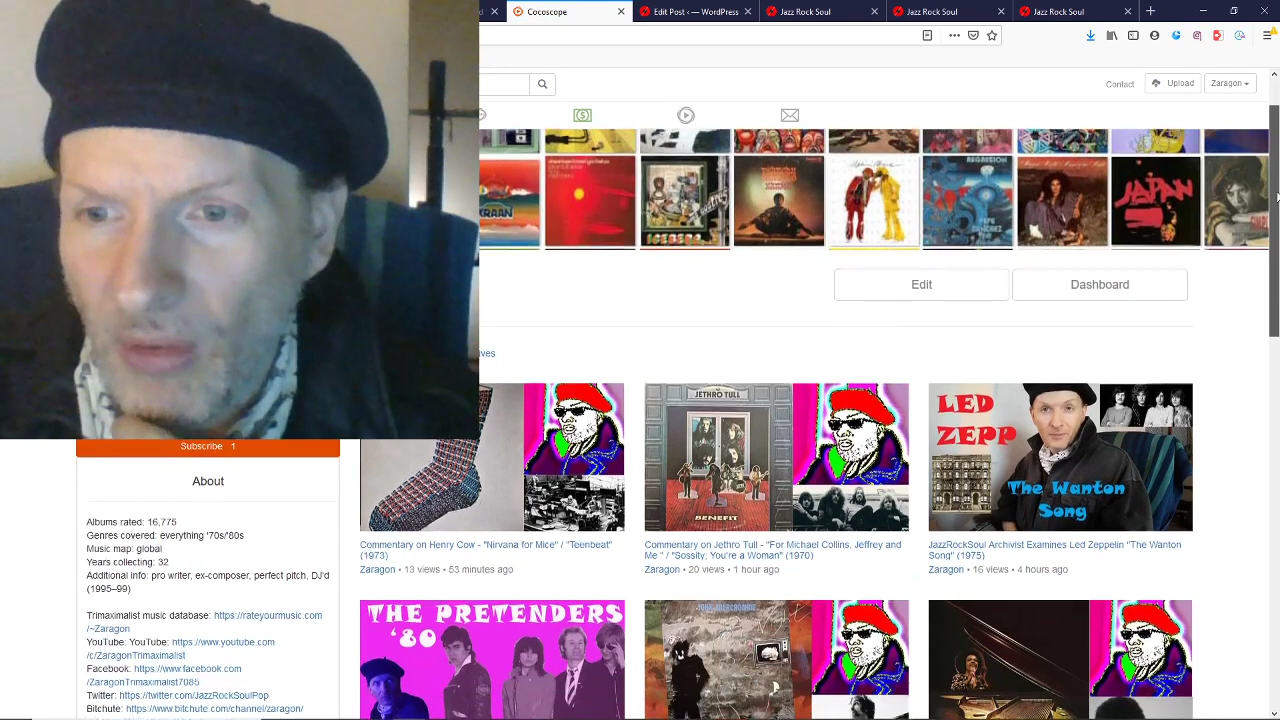 Cocoscope
Edit Post ‹ — WordPress
Jazz Rock Soul
Jazz Rock Soul
Jazz Rock Soul
Contact
Upload
Zaragon
REGRESION
JAPAN
Edit
Dashboard
ives
Subscribe 1
About
Albums rated: 16,775
Genres covered: everything '70s/'80s
Music map: global
Years collecting: 32
Additional info: pro writer, ex-composer, perfect pitch, DJ'd
(1995–99)
Trimaximalist music database: https://rateyourmusic.com
/~Zaragon
YouTube: YouTube: https://www.youtube.com
/c/ZaragonTrimaximalist
Facebook: https://www.facebook.com
/ZaragonTrimaximalist7085
Twitter: https://twitter.com/JazzRockSoulPop
Bitchute: https://www.bitchute.com/channel/zaragon/
Commentary on Henry Cow - "Nirvana for Mice" / "Teenbeat"
(1973)
Zaragon • 13 views • 53 minutes ago
JETHRO TULL
BENEFIT
Commentary on Jethro Tull - "For Michael Collins, Jeffrey and
Me " / "Sossity; You're a Woman" (1970)
Zaragon • 20 views • 1 hour ago
LED
ZEPP
The Wanton
Song
JazzRockSoul Archivist Examines Led Zeppelin "The Wanton
Song" (1975)
Zaragon • 16 views • 4 hours ago
THE PRETENDERS
'80
JOHN ABERCROMBIE